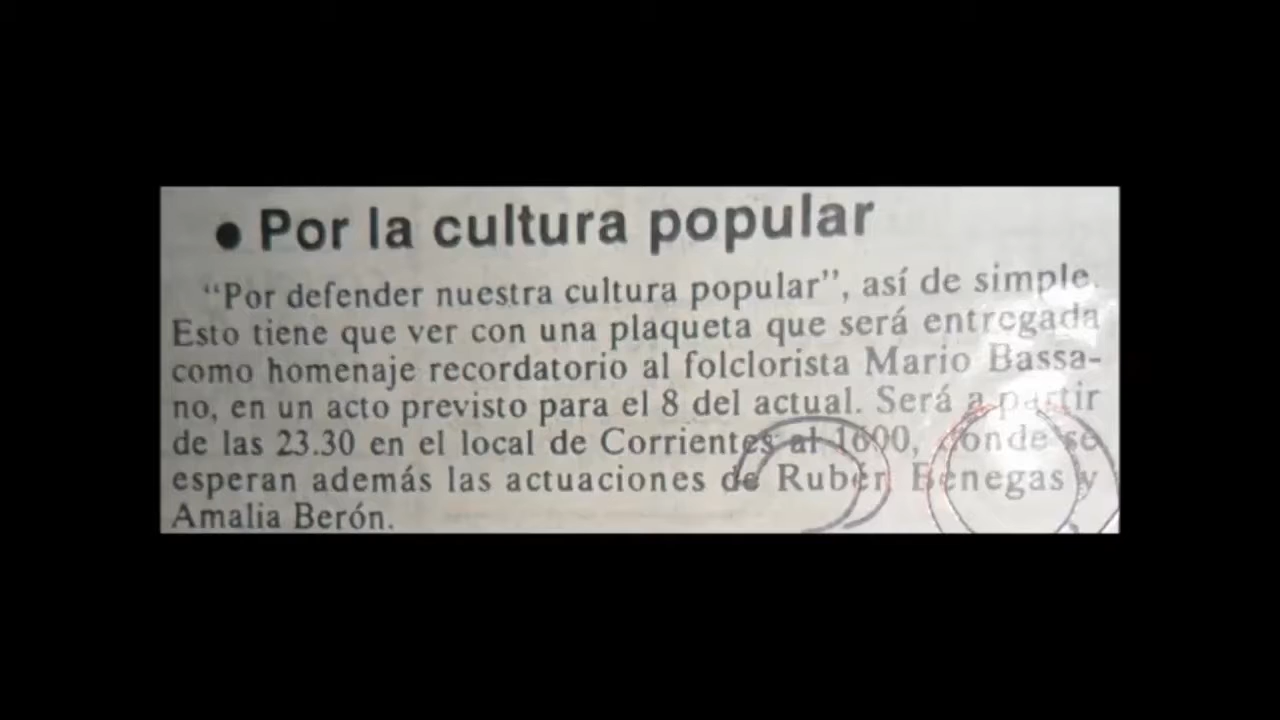 ● Por la cultura popular
“Por defender nuestra cultura popular”, así de simple.
Esto tiene que ver con una plaqueta que será entregada
como homenaje recordatorio al folclorista Mario Bassa-
no, en un acto previsto para el 8 del actual. Será a partir
de las 23.30 en el local de Corrientes al 1600, donde se
esperan además las actuaciones de Rubén Benegas y
Amalia Berón.